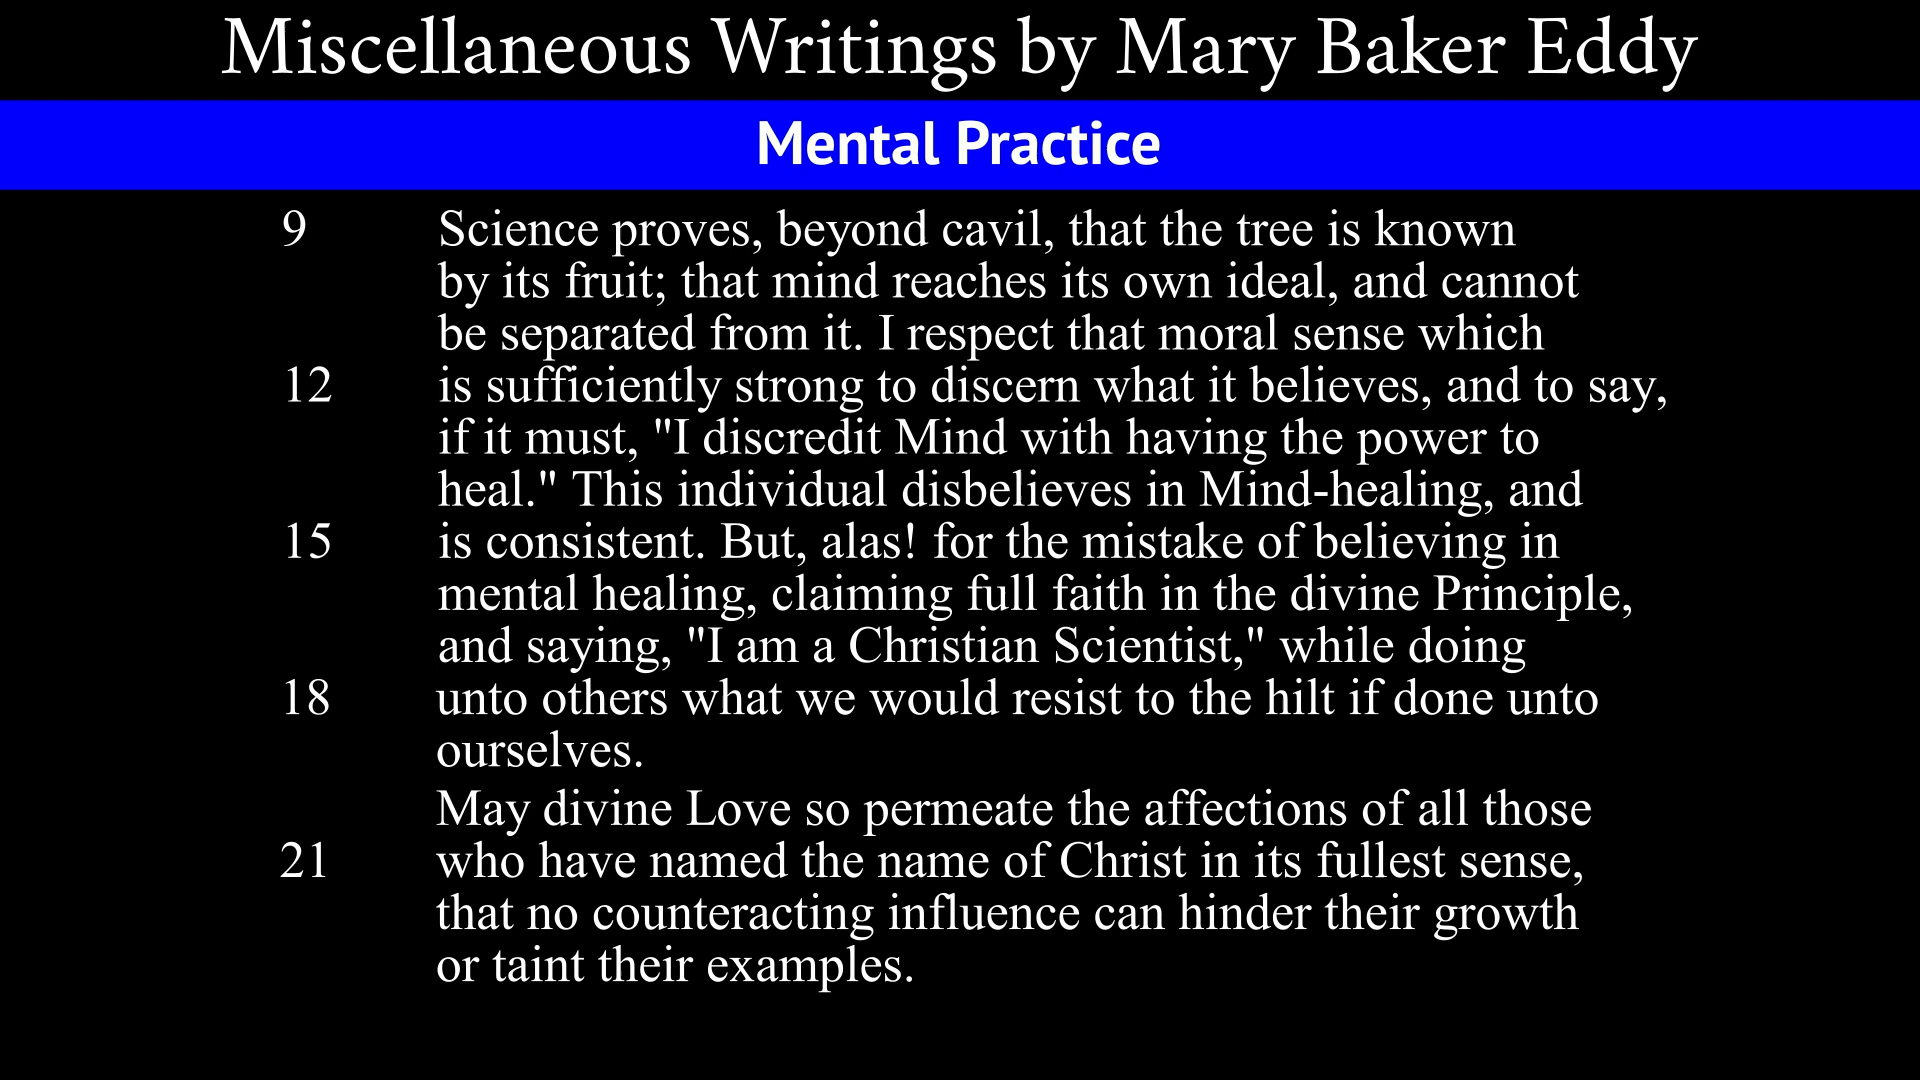 Miscellaneous Writings by Mary Baker Eddy
Mental Practice
9 Science proves, beyond cavil, that the tree is known
by its fruit; that mind reaches its own ideal, and cannot
be separated from it. I respect that moral sense which
12 is sufficiently strong to discern what it believes, and to say,
if it must, "I discredit Mind with having the power to
heal." This individual disbelieves in Mind-healing, and
15 is consistent. But, alas! for the mistake of believing in
mental healing, claiming full faith in the divine Principle,
and saying, "I am a Christian Scientist," while doing
18 unto others what we would resist to the hilt if done unto
ourselves.
May divine Love so permeate the affections of all those
21 who have named the name of Christ in its fullest sense,
that no counteracting influence can hinder their growth
or taint their examples.